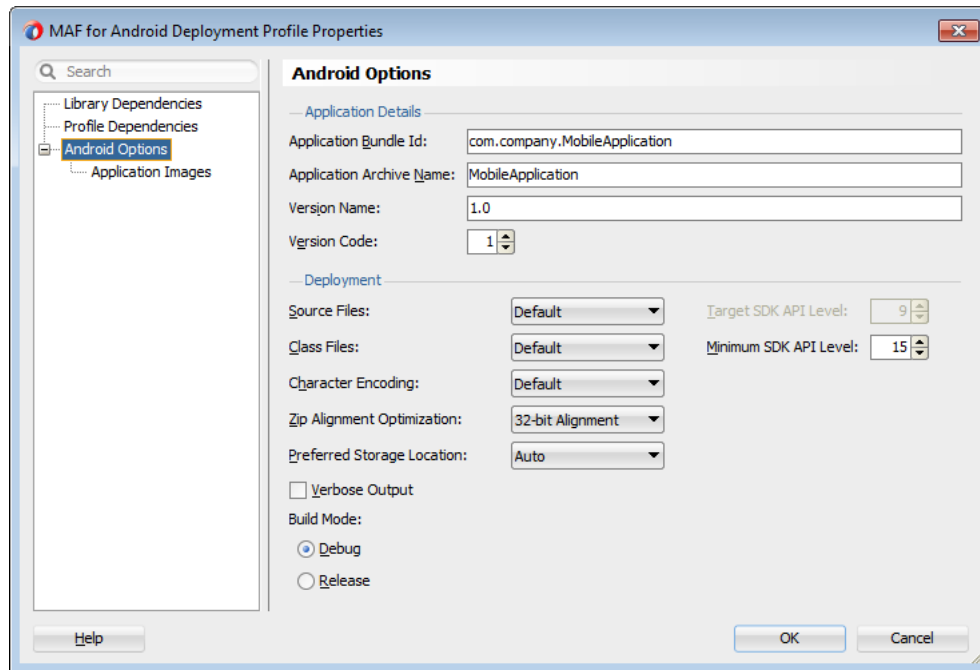 MAF for Android Deployment Profile Properties
Search
Library Dependencies
Profile Dependencies
Android Options
Application Images
Android Options
Application Details
Application Bundle Id: com.company.MobileApplication
Application Archive Name: MobileApplication
Version Name: 1.0
Version Code: 1
Deployment
Source Files: Default Target SDK API Level: 9
Class Files: Default Minimum SDK API Level: 15
Character Encoding: Default
Zip Alignment Optimization: 32-bit Alignment
Preferred Storage Location: Auto
Verbose Output
Build Mode:
Debug
Release
Help OK Cancel